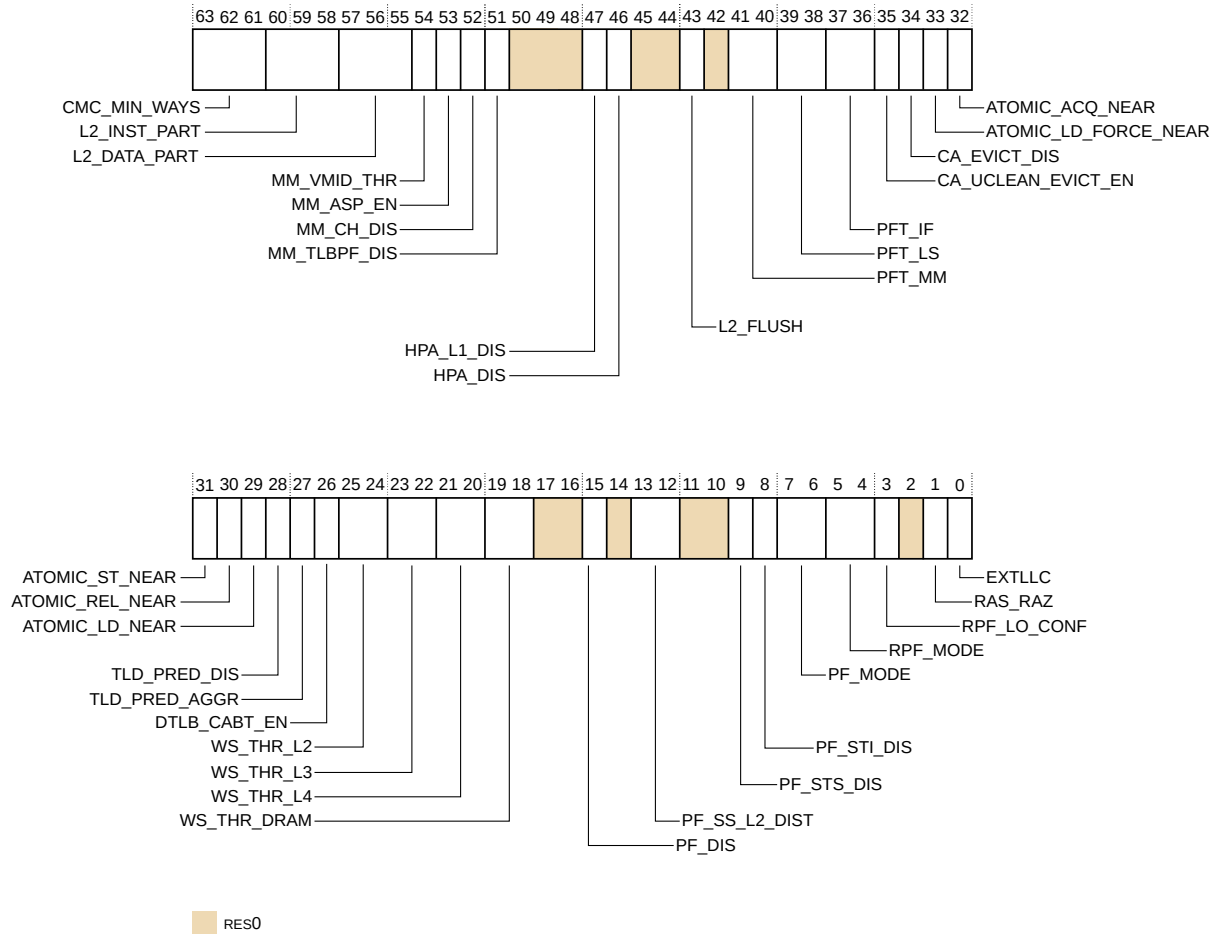 63 62 61 60 59 58 57 56 55 54 53 52 51 50 49 48 47 46 45 44 43 42 41 40 39 38 37 36 35 34 33 32
CMC_MIN_WAYS ATOMIC_ACQ_NEAR
L2_INST_PART ATOMIC_LD_FORCE_NEAR
L2_DATA_PART CA_EVICT_DIS
MM_VMID_THR CA_UCLEAN_EVICT_EN
MM_ASP_EN
MM_CH_DIS PFT_IF
MM_TLBPF_DIS PFT_LS
PFT_MM
L2_FLUSH
HPA_L1_DIS
HPA_DIS
31 30 29 28 27 26 25 24 23 22 21 20 19 18 17 16 15 14 13 12 11 10 9 8 7 6 5 4 3 2 1 0
ATOMIC_ST_NEAR EXTLLC
ATOMIC_REL_NEAR RAS_RAZ
ATOMIC_LD_NEAR RPF_LO_CONF
RPF_MODE
TLD_PRED_DIS PF_MODE
TLD_PRED_AGGR
DTLB_CABT_EN
WS_THR_L2 PF_STI_DIS
WS_THR_L3
PF_STS_DIS
WS_THR_L4
WS_THR_DRAM PF_SS_L2_DIST
PF_DIS
RES0